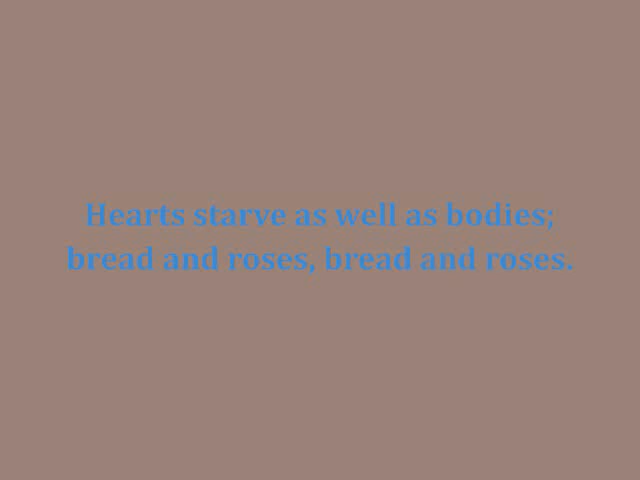 Hearts starve as well as bodies;
bread and roses, bread and roses.